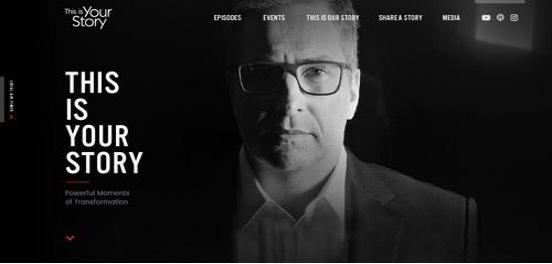 This is Your
Story
EPISODES
EVENTS
THIS IS OUR STORY
SHARE A STORY
MEDIA
THIS
IS
YOUR
STORY
Powerful Moments
of Transformation